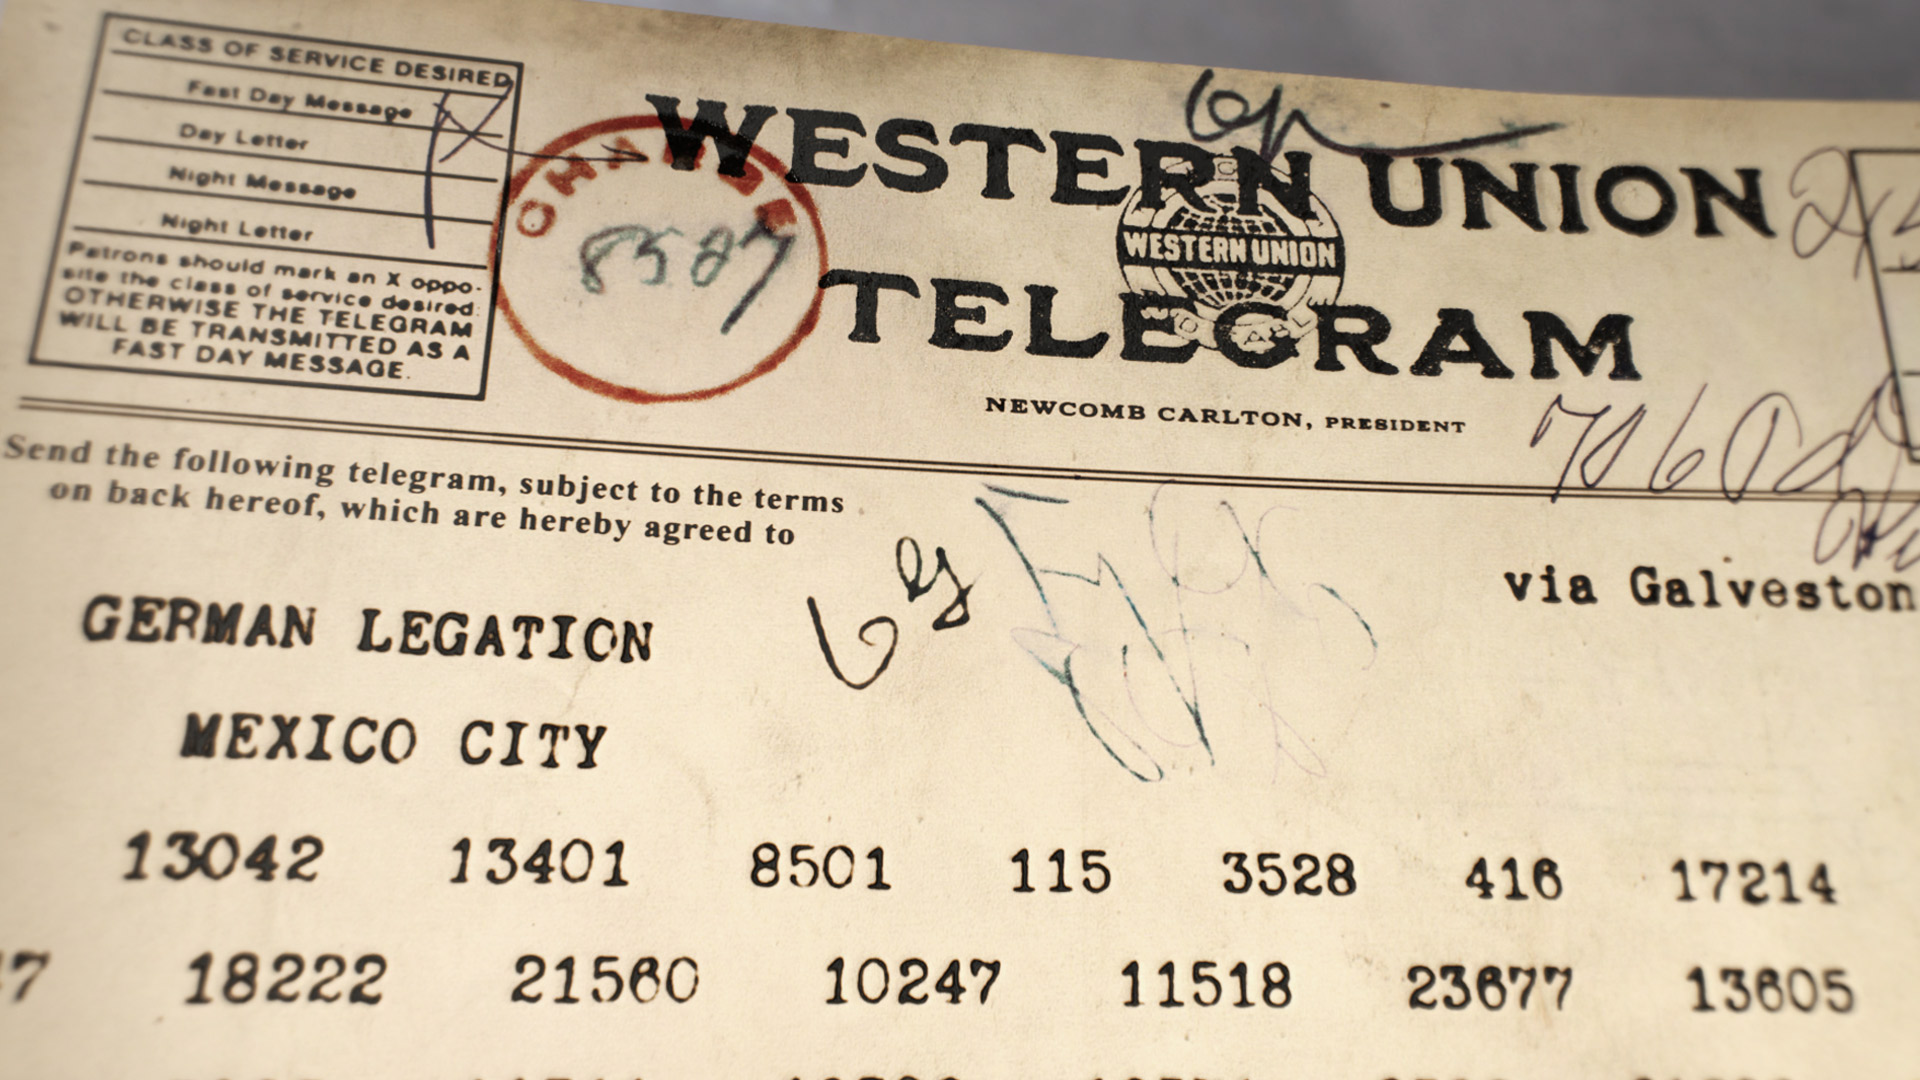 CLASS OF SERVICE DESIRED
Fast Day Message
Day Letter
Night Message
Night Letter
Patrons should mark an X oppo-
site the class of service desired:
OTHERWISE THE TELEGRAM
WILL BE TRANSMITTED AS A
FAST DAY MESSAGE.
8527
WESTERN UNION
WESTERN UNION
TELEGRAM
NEWCOMB CARLTON, PRESIDENT
Send the following telegram, subject to the terms
on back hereof, which are hereby agreed to
via Galveston
GERMAN LEGATION
MEXICO CITY
13042 13401 8501 115 3528 416 17214
7 18222 21560 10247 11518 23677 13605